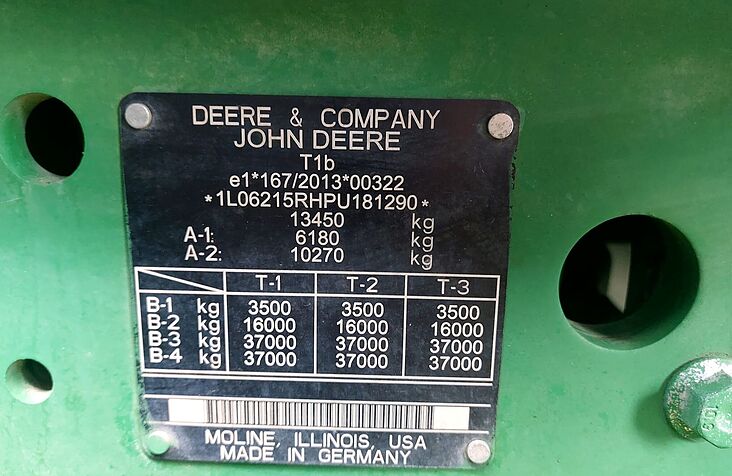 DEERE & COMPANY
JOHN DEERE
T1b
e1*167/2013*00322
*1L06215RHPU181290*
13450 kg
A-1: 6180 kg
A-2: 10270 kg
T-1 T-2 T-3
B-1 kg 3500 3500 3500
B-2 kg 16000 16000 16000
B-3 kg 37000 37000 37000
B-4 kg 37000 37000 37000
MOLINE, ILLINOIS, USA
MADE IN GERMANY